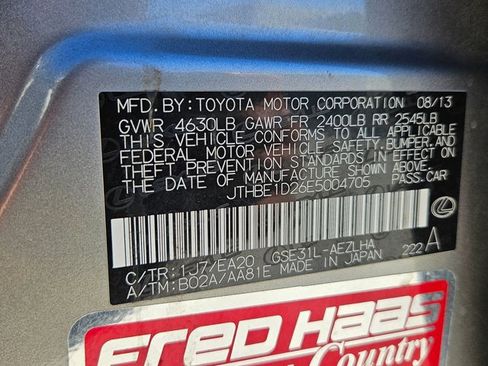 MFD. BY: TOYOTA MOTOR CORPORATION 08/13
GVWR 4630LB GAWR FR 2400LB RR 2545LB
THIS VEHICLE CONFORMS TO ALL APPLICABLE
FEDERAL MOTOR VEHICLE SAFETY, BUMPER, AND
THEFT PREVENTION STANDARDS IN EFFECT ON
THE DATE OF MANUFACTURE SHOWN ABOVE.
JTHBE1D26E5004705 PASS.CAR
C/TR: 1J7/EA20 GSE31L-AEZLHA
A/TM: B02A/AA81E MADE IN JAPAN 222 A
FRED HAAS
Country